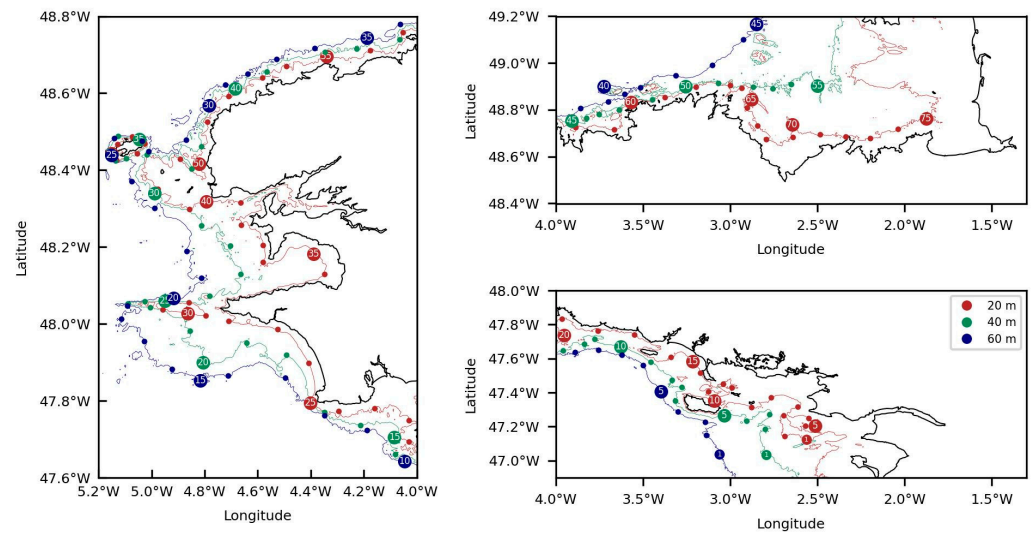 48.8°W
48.6°W
48.4°W
48.2°W
48.0°W
47.8°W
47.6°W
Latitude
5.2°W 5.0°W 4.8°W 4.6°W 4.4°W 4.2°W 4.0°W
Longitude
35
55
40
30
35
25
50
30
40
35
20
30
20
15
25
15
10
49.2°W
49.0°W
48.8°W
48.6°W
48.4°W
Latitude
4.0°W 3.5°W 3.0°W 2.5°W 2.0°W 1.5°W
Longitude
45
40
50
55
60
65
45
70
75
48.0°W
47.8°W
47.6°W
47.4°W
47.2°W
47.0°W
Latitude
4.0°W 3.5°W 3.0°W 2.5°W 2.0°W
Longitude
20 m
40 m
60 m
20
10
15
5
10
5
5
1
1
1